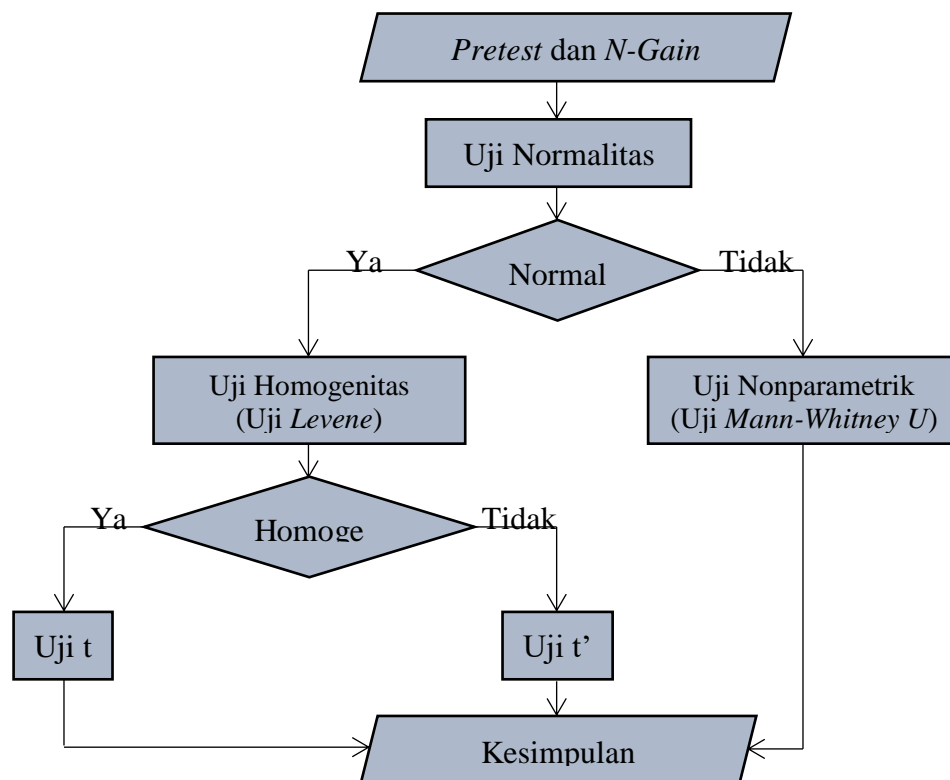 Pretest dan N-Gain
Uji Normalitas
Ya
Tidak
Normal
Uji Homogenitas
(Uji Levene)
Uji Nonparametrik
(Uji Mann-Whitney U)
Ya
Tidak
Homoge
Uji t
Uji t’
Kesimpulan